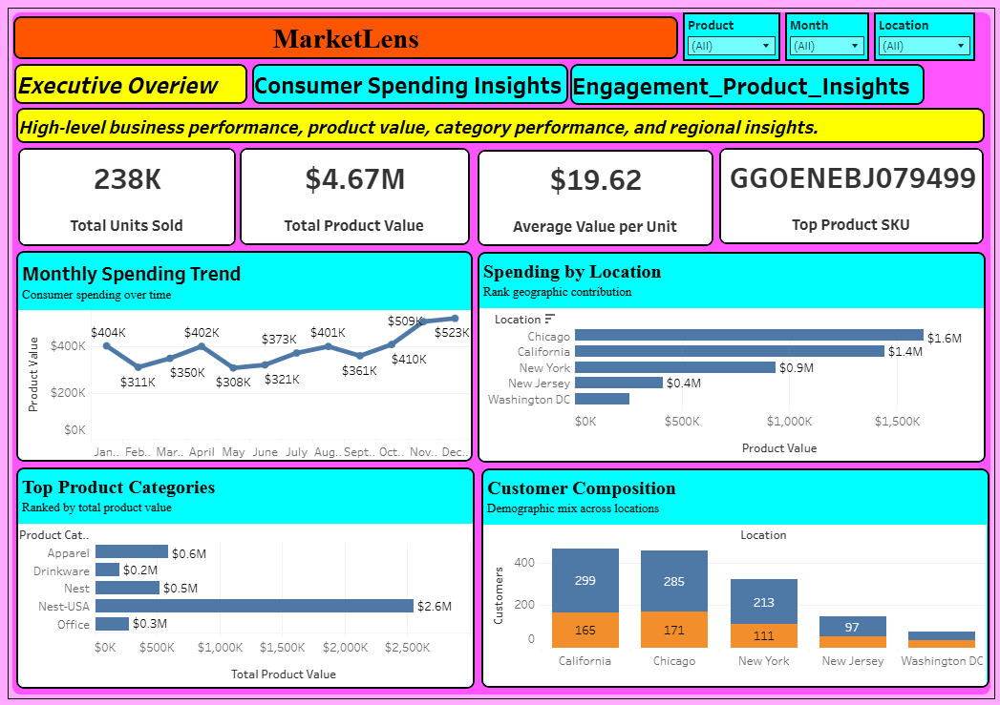 MarketLens
Product
(All)
Month
(All)
Location
(All)
Executive Overiew
Consumer Spending Insights
Engagement_Product_Insights
High-level business performance, product value, category performance, and regional insights.
238K
Total Units Sold
$4.67M
Total Product Value
$19.62
Average Value per Unit
GGOENEBJ079499
Top Product SKU
Monthly Spending Trend
Consumer spending over time
Product Value
$400K
$200K
$0K
$404K
$311K
$350K
$402K
$308K
$321K
$373K
$401K
$361K
$410K
$509K
$523K
Jan.. Feb.. Mar.. April May June July Aug.. Sept.. Oct.. Nov.. Dec..
Spending by Location
Rank geographic contribution
Location
Chicago $1.6M
California $1.4M
New York $0.9M
New Jersey $0.4M
Washington DC
$0K $500K $1,000K $1,500K
Product Value
Top Product Categories
Ranked by total product value
Product Cat..
Apparel $0.6M
Drinkware $0.2M
Nest $0.5M
Nest-USA $2.6M
Office $0.3M
$0K $500K $1,000K $1,500K $2,000K $2,500K
Total Product Value
Customer Composition
Demographic mix across locations
Location
Customers
400
200
0
299 285 213 97
165 171 111
California Chicago New York New Jersey Washington DC